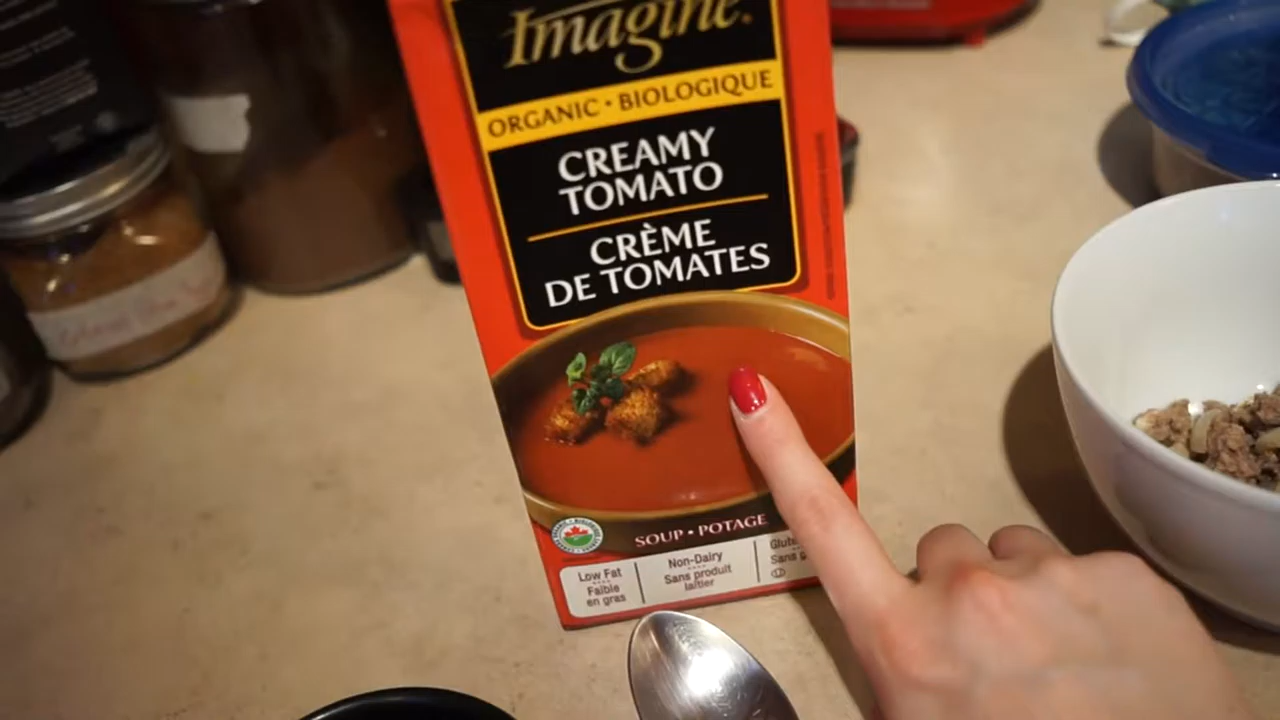 Imagine.
ORGANIC • BIOLOGIQUE
CREAMY
TOMATO
CRÈME
DE TOMATES
SOUP • POTAGE
Low Fat
Faible
en gras
Non-Dairy
Sans produit
laitier
Sans